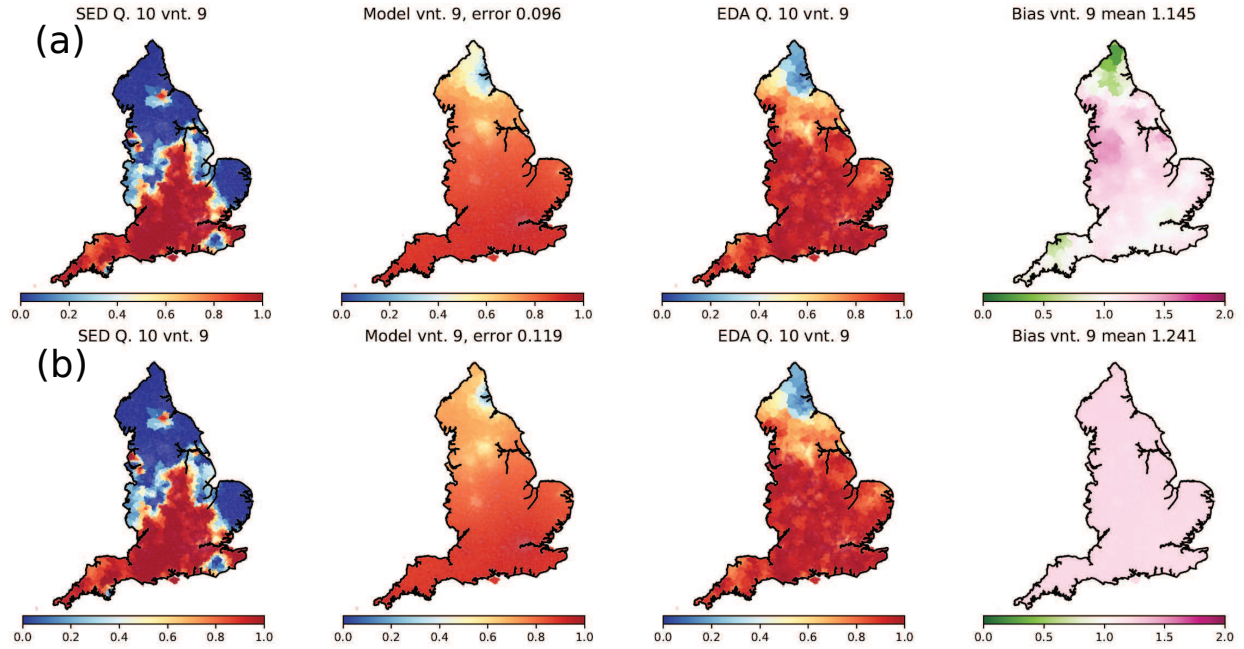 SED Q. 10 vnt. 9 Model vnt. 9, error 0.096 EDA Q. 10 vnt. 9 Bias vnt. 9 mean 1.145
(a)
0.0 0.2 0.4 0.6 0.8 1.0 0.0 0.2 0.4 0.6 0.8 1.0 0.0 0.2 0.4 0.6 0.8 1.0 0.0 0.5 1.0 1.5 2.0
SED Q. 10 vnt. 9 Model vnt. 9, error 0.119 EDA Q. 10 vnt. 9 Bias vnt. 9 mean 1.241
(b)
0.0 0.2 0.4 0.6 0.8 1.0 0.0 0.2 0.4 0.6 0.8 1.0 0.0 0.2 0.4 0.6 0.8 1.0 0.0 0.5 1.0 1.5 2.0